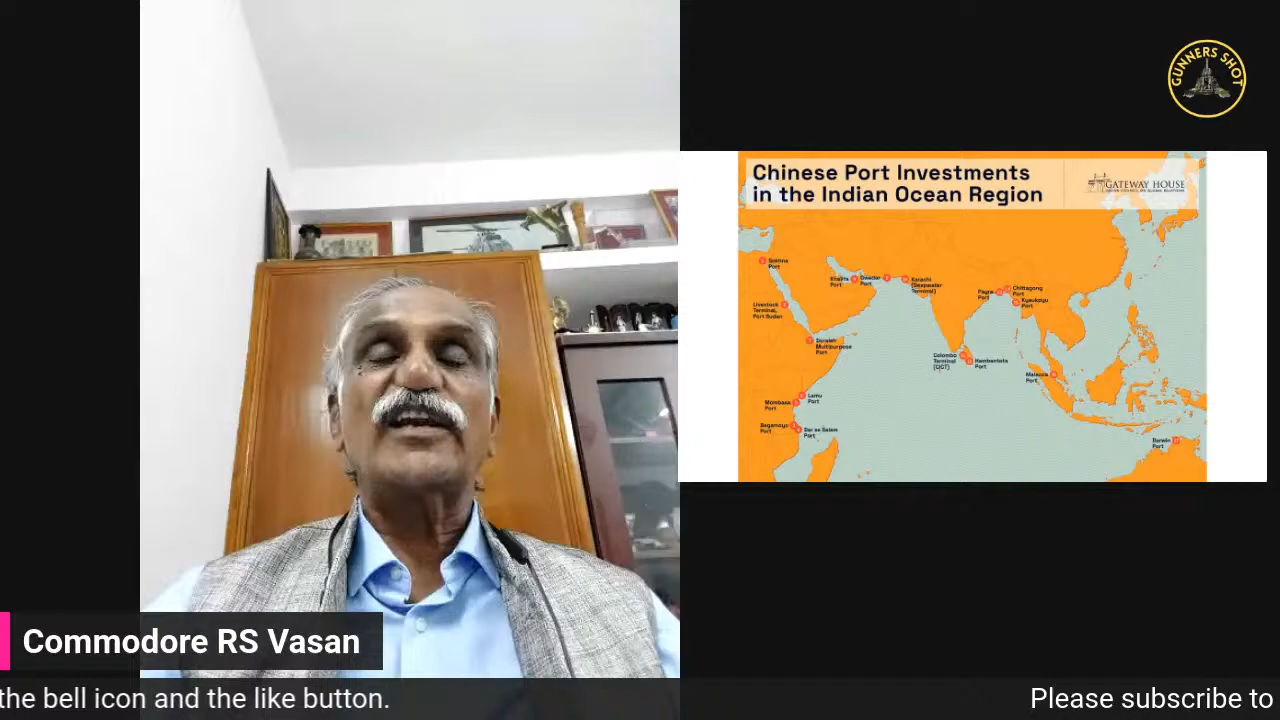 GUNNERS SHOT
Chinese Port Investments
in the Indian Ocean Region
GATEWAY HOUSE
Sokhna
Port
Khalifa
Port
Gwadar
Port
Karachi
(Deepwater
Terminal)
Payra
Port
Chittagong
Port
Kyaukpyu
Port
Livestock
Terminal,
Port Sudan
Doraleh
Multipurpose
Port
Colombo
Terminal
(CICT)
Hambantota
Port
Malacca
Port
Lamu
Port
Mombasa
Port
Bagamoyo
Port
Dar es Salam
Port
Darwin
Port
Commodore RS Vasan
the bell icon and the like button.
Please subscribe to